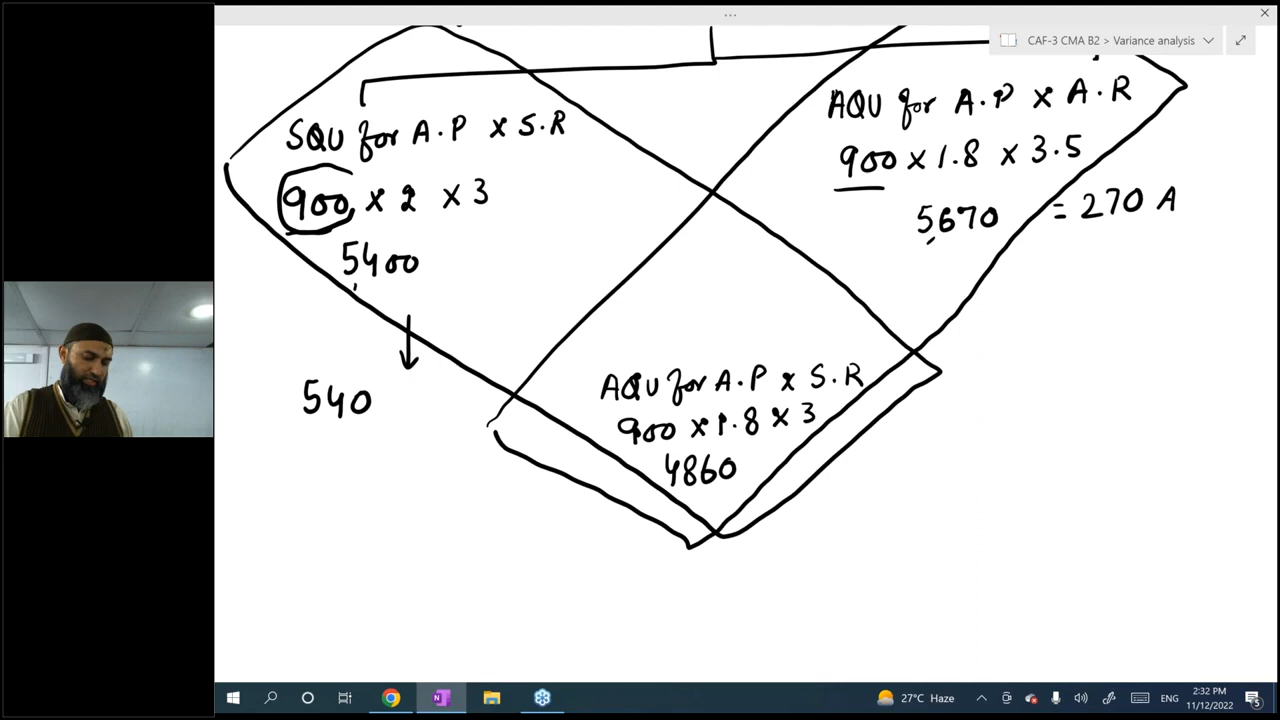 CAF-3 CMA B2 > Variance analysis
SQU for A.P x S.R
900 x 2 x 3
5400
540
AQU for A.P x A.R
900 x 1.8 x 3.5
5670 = 270 A
AQU for A.P x S.R
900 x 1.8 x 3
4860
27°C Haze
ENG
2:32 PM
11/12/2022
5